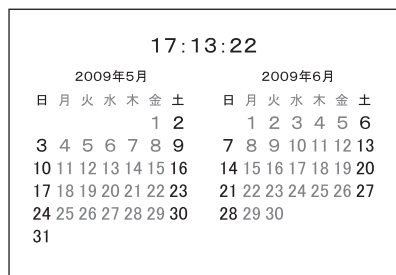 17:13:22
2009年5月
日 月 火 水 木 金 土
1 2
3 4 5 6 7 8 9
10 11 12 13 14 15 16
17 18 19 20 21 22 23
24 25 26 27 28 29 30
31
2009年6月
日 月 火 水 木 金 土
1 2 3 4 5 6
7 8 9 10 11 12 13
14 15 16 17 18 19 20
21 22 23 24 25 26 27
28 29 30